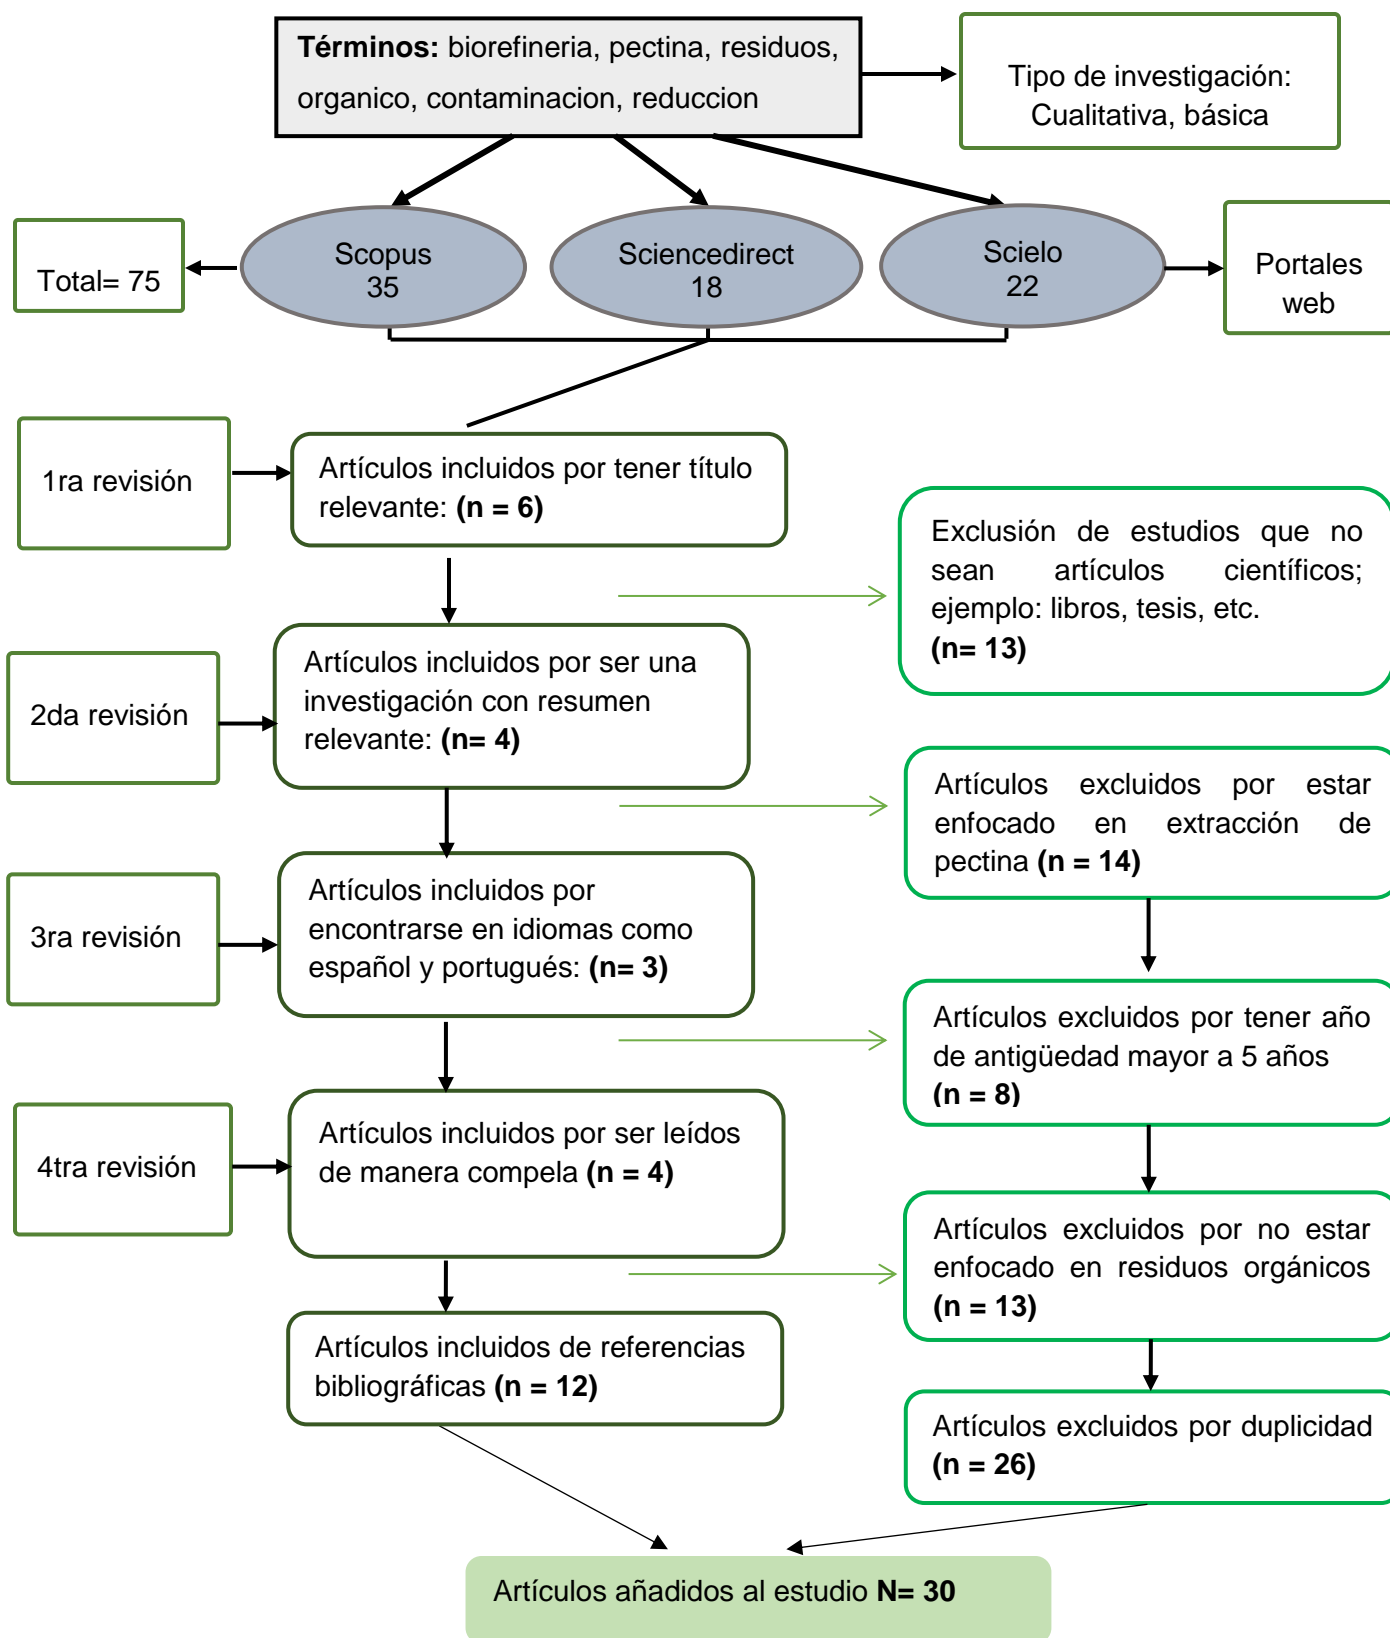 Términos: biorefineria, pectina, residuos,
organico, contaminacion, reduccion
Tipo de investigación:
Cualitativa, básica
Total= 75
Scopus
35
Sciencedirect
18
Scielo
22
Portales
web
1ra revisión
Artículos incluidos por tener título
relevante: (n = 6)
Exclusión de estudios que no
sean artículos científicos;
ejemplo: libros, tesis, etc.
(n= 13)
2da revisión
Artículos incluidos por ser una
investigación con resumen
relevante: (n= 4)
Artículos excluidos por estar
enfocado en extracción de
pectina (n = 14)
3ra revisión
Artículos incluidos por
encontrarse en idiomas como
español y portugués: (n= 3)
Artículos excluidos por tener año
de antigüedad mayor a 5 años
(n = 8)
4tra revisión
Artículos incluidos por ser leídos
de manera compela (n = 4)
Artículos excluidos por no estar
enfocado en residuos orgánicos
(n = 13)
Artículos incluidos de referencias
bibliográficas (n = 12)
Artículos excluidos por duplicidad
(n = 26)
Artículos añadidos al estudio N= 30